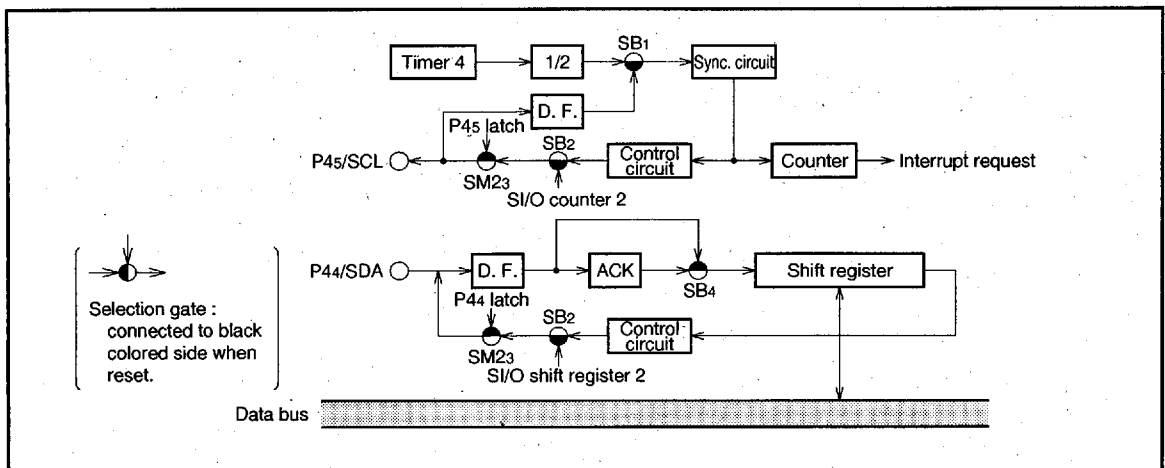 Timer 4
1/2
SB1
Sync. circuit
D. F.
P45 latch
P45/SCL
SM23
SB2
Control
circuit
Counter
Interrupt request
SI/O counter 2
P44/SDA
D. F.
ACK
SB4
Shift register
P44 latch
SM23
SB2
Control
circuit
SI/O shift register 2
Selection gate :
connected to black
colored side when
reset.
Data bus